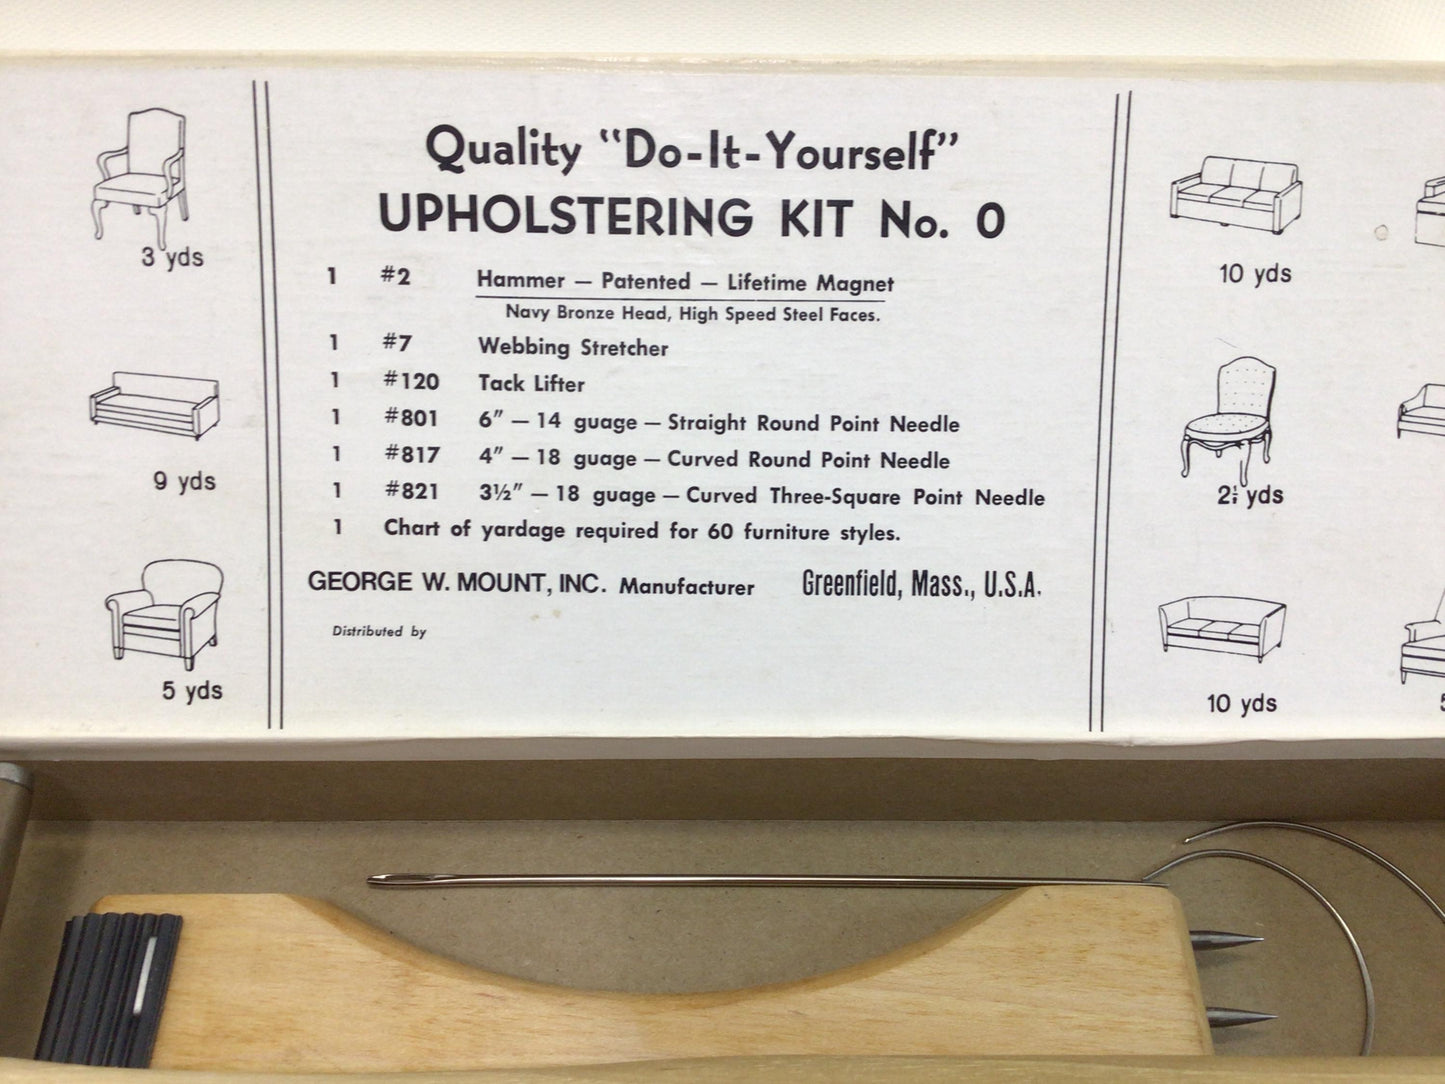 Quality “Do-It-Yourself”
UPHOLSTERING KIT No. 0
1 #2 Hammer — Patented — Lifetime Magnet
Navy Bronze Head, High Speed Steel Faces.
1 #7 Webbing Stretcher
1 #120 Tack Lifter
1 #801 6″ — 14 guage — Straight Round Point Needle
1 #817 4″ — 18 guage — Curved Round Point Needle
1 #821 3½″ — 18 guage — Curved Three-Square Point Needle
1 Chart of yardage required for 60 furniture styles.
GEORGE W. MOUNT, INC. Manufacturer Greenfield, Mass., U.S.A.
Distributed by
3 yds
9 yds
5 yds
10 yds
yds
10 yds